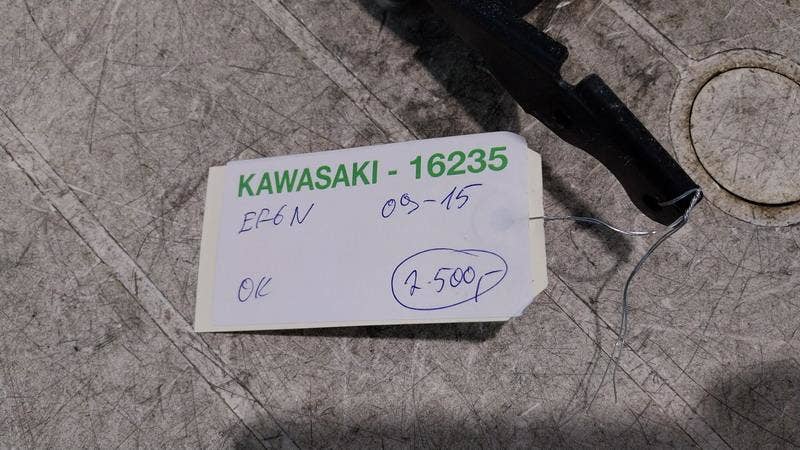 KAWASAKI - 16235
ER6N 09-15
OK 2.500,-